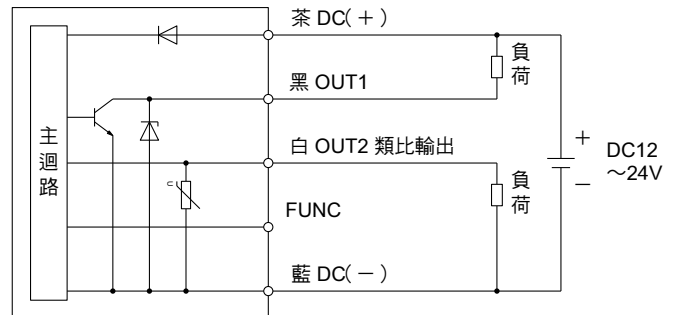 茶 DC(+)
負荷
黑 OUT1
主迴路
白 OUT2 類比輸出
+
DC12
～24V
−
負荷
U
FUNC
藍 DC(−)